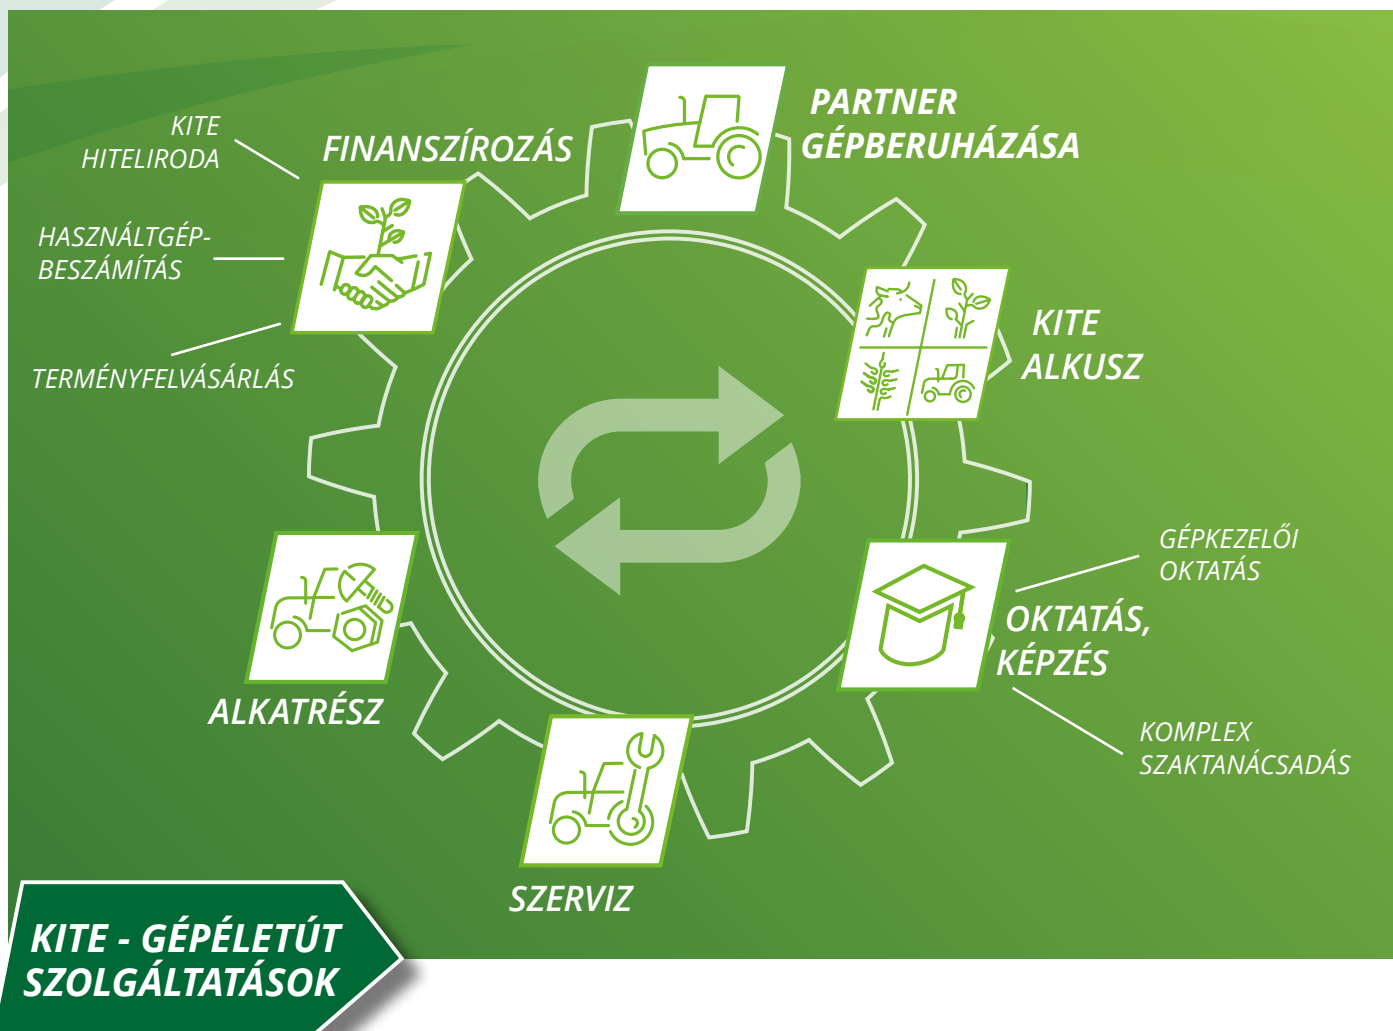 PARTNER
GÉPBERUHÁZÁSA
KITE
ALKUSZ
GÉPKEZELŐI
OKTATÁS
OKTATÁS,
KÉPZÉS
KOMPLEX
SZAKTANÁCSADÁS
SZERVIZ
ALKATRÉSZ
FINANSZÍROZÁS
KITE
HITELIRODA
HASZNÁLTGÉP-
BESZÁMÍTÁS
TERMÉNYFELVÁSÁRLÁS
KITE - GÉPÉLETÚT
SZOLGÁLTATÁSOK